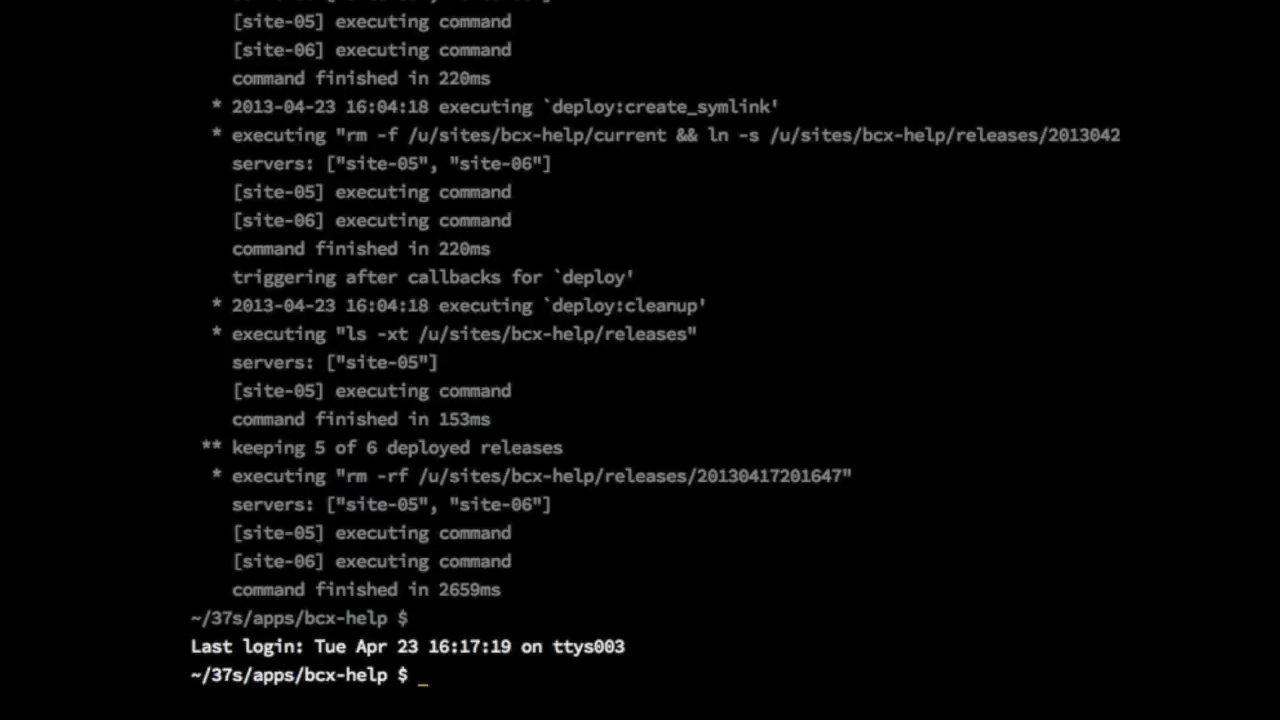 [site-05] executing command
[site-06] executing command
command finished in 220ms
* 2013-04-23 16:04:18 executing `deploy:create_symlink'
* executing "rm -f /u/sites/bcx-help/current && ln -s /u/sites/bcx-help/releases/2013042
servers: ["site-05", "site-06"]
[site-05] executing command
[site-06] executing command
command finished in 220ms
triggering after callbacks for `deploy'
* 2013-04-23 16:04:18 executing `deploy:cleanup'
* executing "ls -xt /u/sites/bcx-help/releases"
servers: ["site-05"]
[site-05] executing command
command finished in 153ms
** keeping 5 of 6 deployed releases
* executing "rm -rf /u/sites/bcx-help/releases/20130417201647"
servers: ["site-05", "site-06"]
[site-05] executing command
[site-06] executing command
command finished in 2659ms
~/37s/apps/bcx-help $
Last login: Tue Apr 23 16:17:19 on ttys003
~/37s/apps/bcx-help $ _